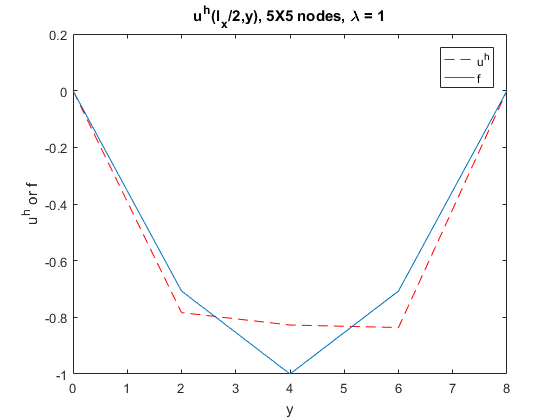 u^h(l_x/2,y), 5X5 nodes, λ = 1
0.2
0
-0.2
-0.4
-0.6
-0.8
-1
u^h or f
u^h
f
0 1 2 3 4 5 6 7 8
y